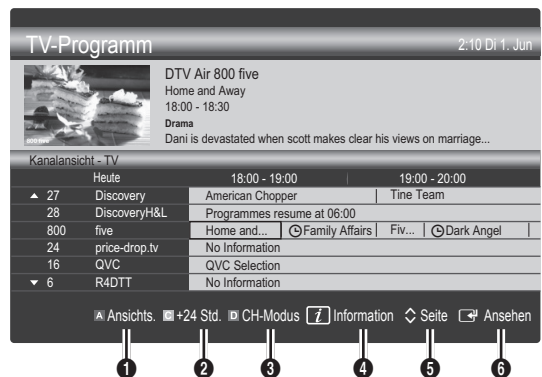 TV-Programm 2:10 Di 1. Jun
DTV Air 800 five
Home and Away
18:00 - 18:30
Drama
Dani is devastated when scott makes clear his views on marriage...
800 five
Kanalansicht - TV
Heute 18:00 - 19:00 19:00 - 20:00
▲ 27 Discovery American Chopper Tine Team
28 DiscoveryH&L Programmes resume at 06:00
800 five Home and... Family Affairs Fiv... Dark Angel
24 price-drop.tv No Information
16 QVC QVC Selection
▼ 6 R4DTT No Information
A Ansichts. C +24 Std. D CH-Modus i Information Seite Ansehen
1 2 3 4 5 6